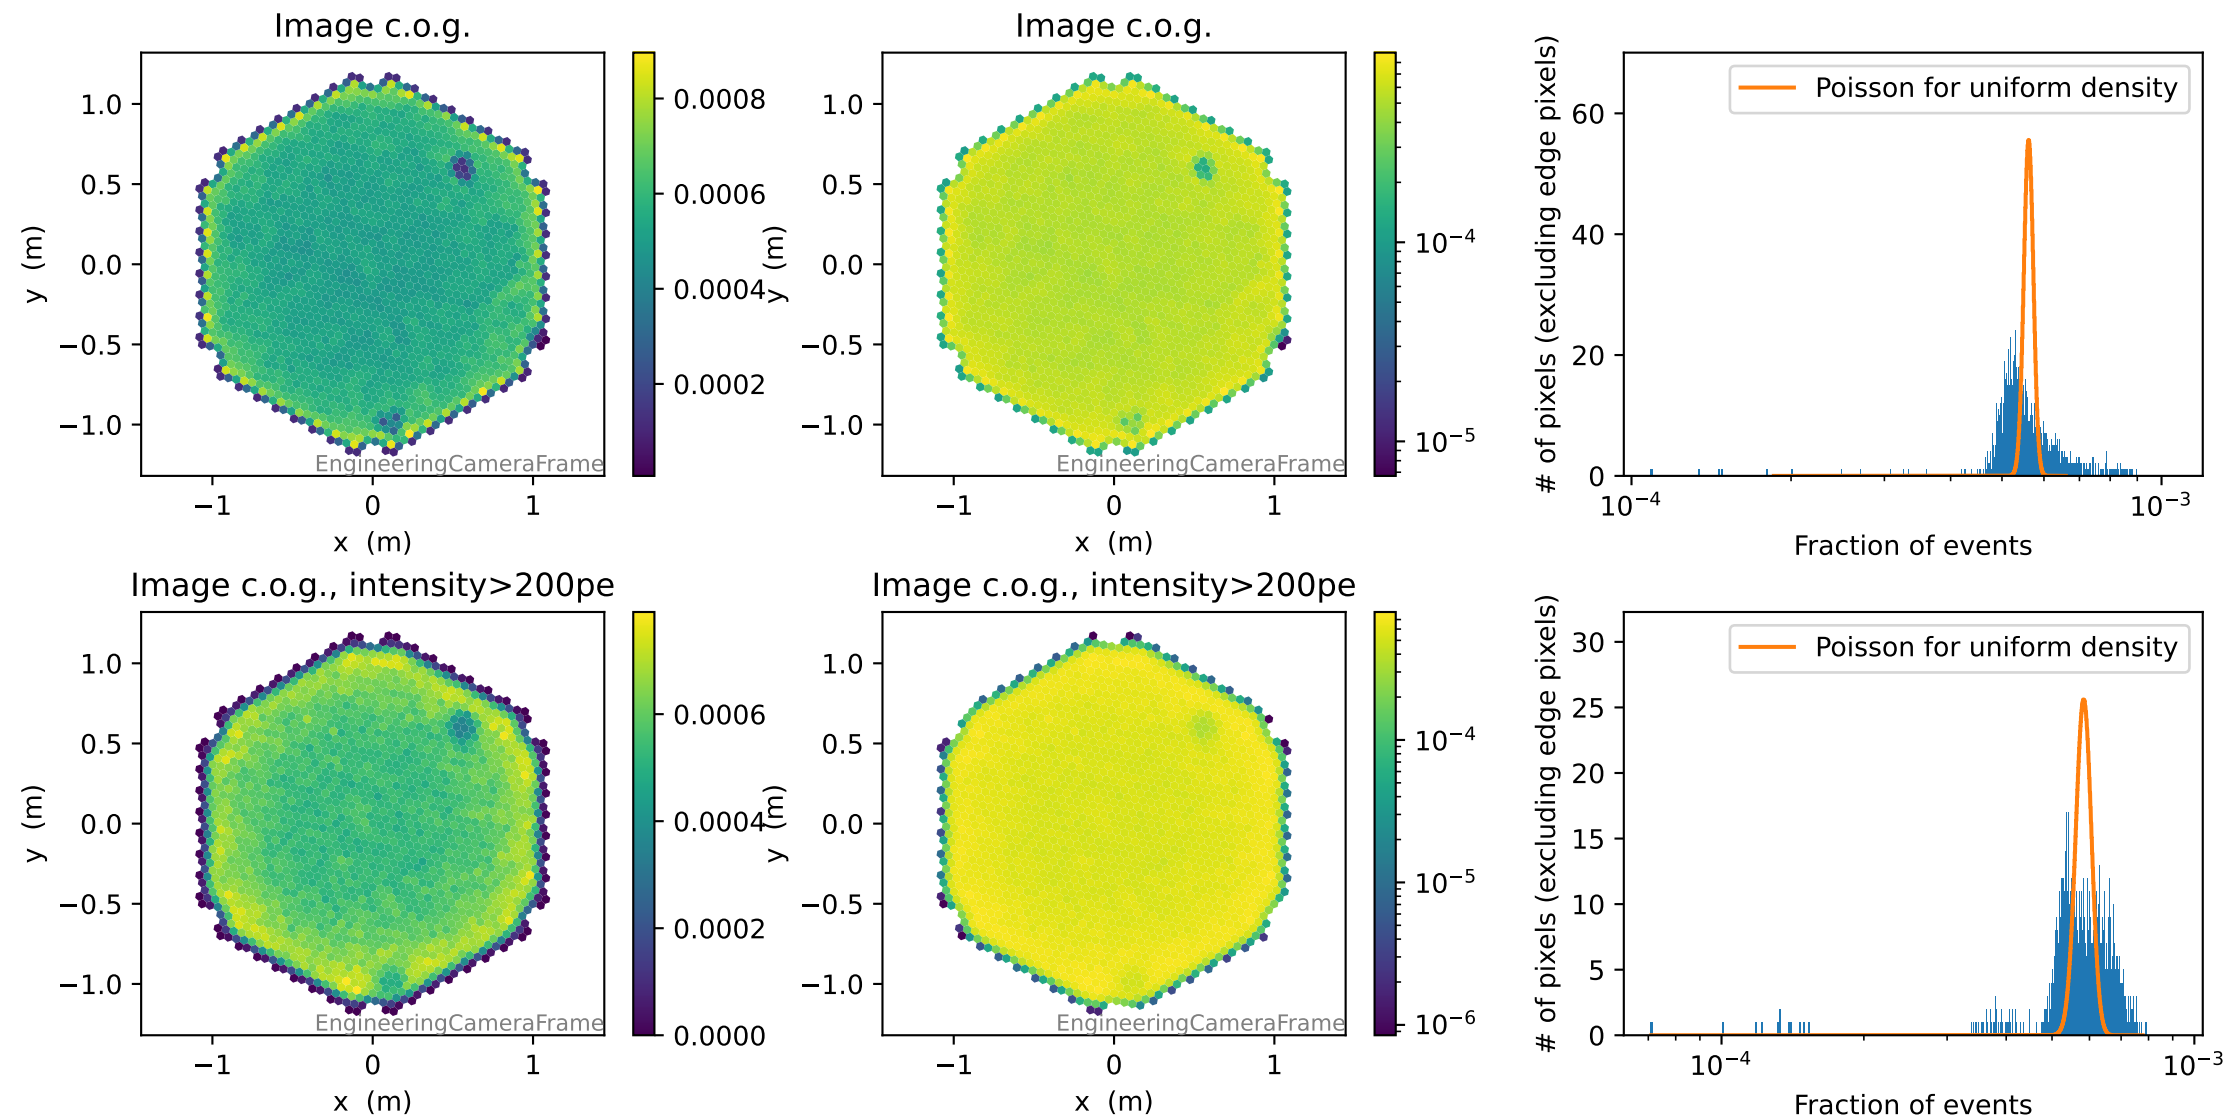 Image c.o.g.
1.0
0.5
0.0
−0.5
−1.0
y (m)
−1
0
1
x (m)
EngineeringCameraFrame
0.0008
0.0006
0.0004
0.0002
Image c.o.g.
1.0
0.5
0.0
−0.5
−1.0
y (m)
−1
0
1
x (m)
EngineeringCameraFrame
10⁻⁴
10⁻⁵
# of pixels (excluding edge pixels)
60
40
20
0
Poisson for uniform density
10⁻⁴
10⁻³
Fraction of events
Image c.o.g., intensity>200pe
1.0
0.5
0.0
−0.5
−1.0
y (m)
−1
0
1
x (m)
EngineeringCameraFrame
0.0006
0.0004
0.0002
0.0000
Image c.o.g., intensity>200pe
1.0
0.5
0.0
−0.5
−1.0
y (m)
−1
0
1
x (m)
EngineeringCameraFrame
10⁻⁴
10⁻⁵
10⁻⁶
# of pixels (excluding edge pixels)
30
25
20
15
10
5
0
Poisson for uniform density
10⁻⁴
10⁻³
Fraction of events